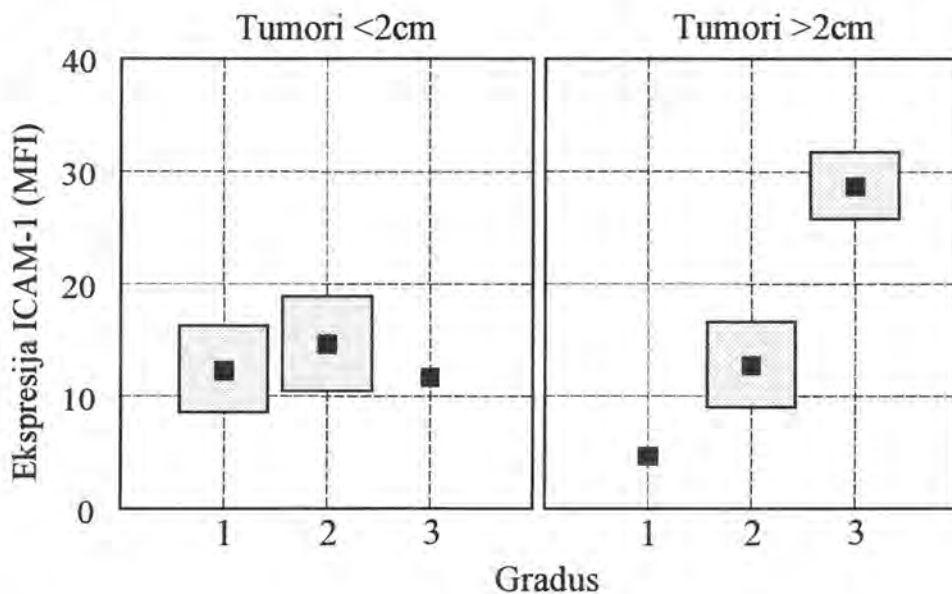 Tumori <2cm
Tumori >2cm
Ekspresija ICAM-1 (MFI)
40
30
20
10
0
1 2 3
1 2 3
Gradus